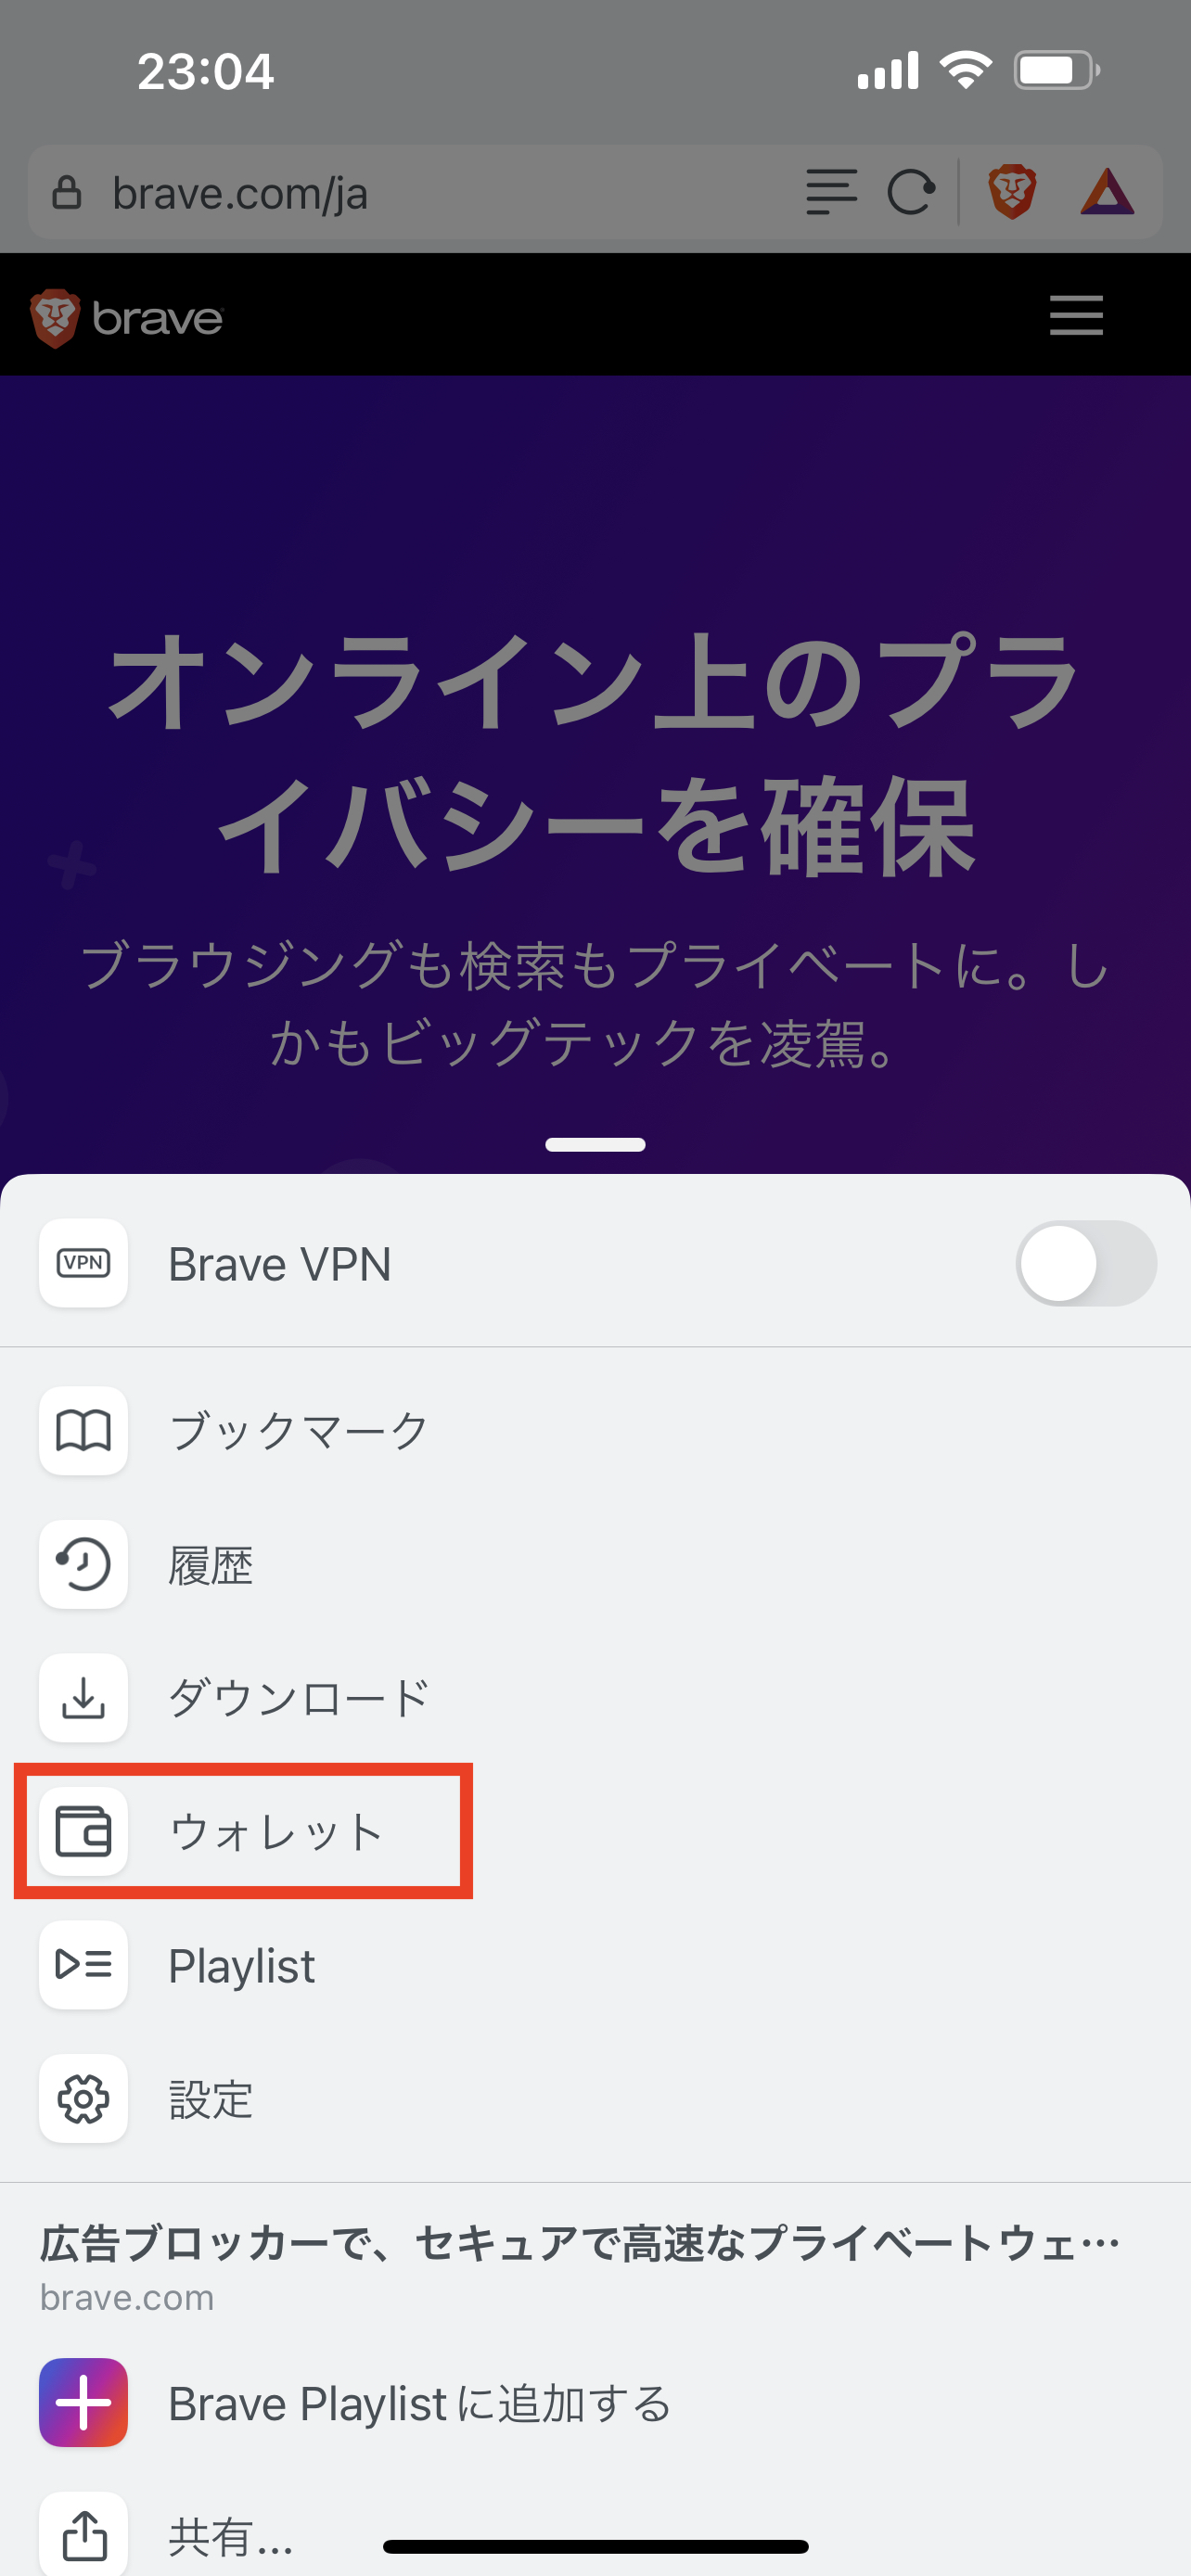 23:04
brave.com/ja
brave
オンライン上のプラ
イバシーを確保
ブラウジングも検索もプライベートに。し
かもビッグテックを凌駕。
VPN Brave VPN
ブックマーク
履歴
ダウンロード
ウォレット
Playlist
設定
広告ブロッカーで、セキュアで高速なプライベートウェ…
brave.com
Brave Playlistに追加する
共有...